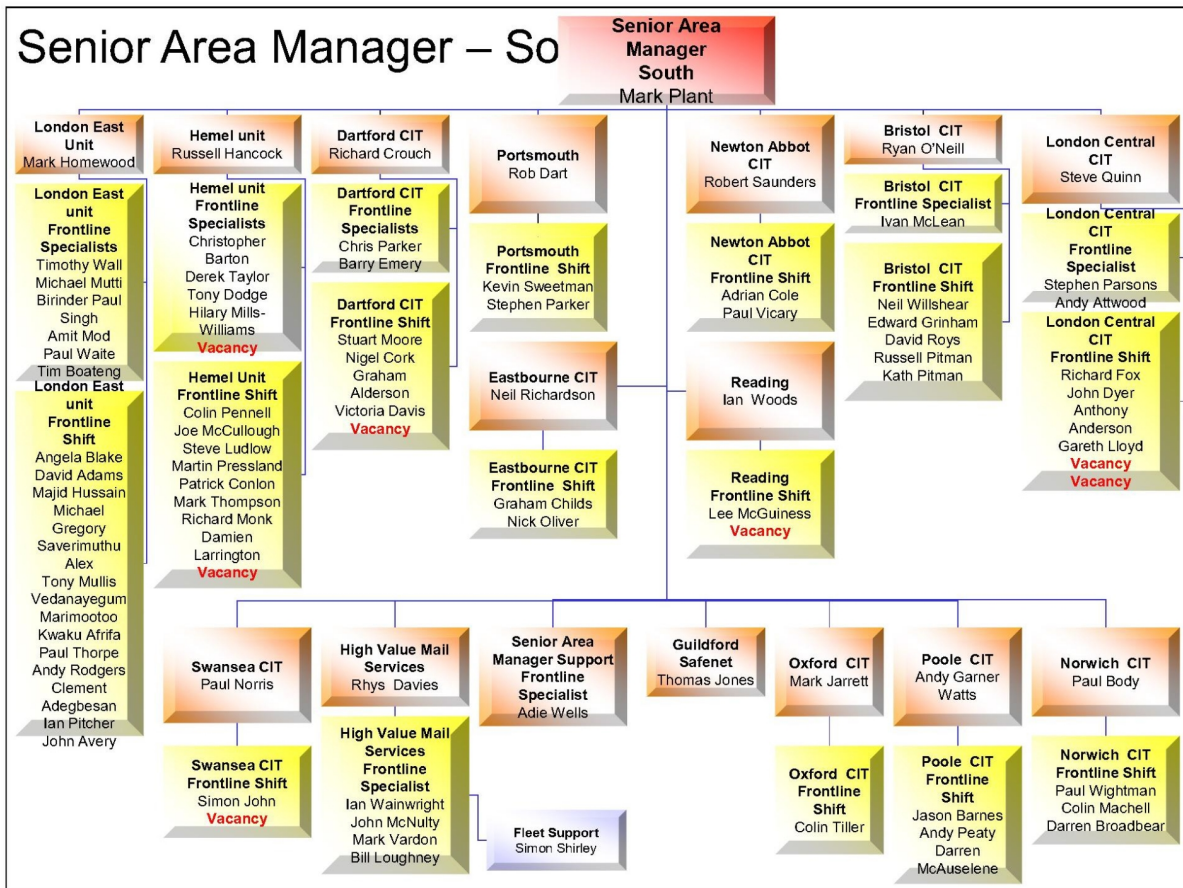 Senior Area Manager – So
Senior Area
Manager
South
Mark Plant
London East
Unit
Mark Homewood
Hemel unit
Russell Hancock
Dartford CIT
Richard Crouch
Portsmouth
Rob Dart
Newton Abbot
CIT
Robert Saunders
Bristol CIT
Ryan O'Neill
London Central
CIT
Steve Quinn
London East
unit
Frontline
Specialists
Timothy Wall
Michael Mutti
Birinder Paul
Singh
Amit Mod
Paul Waite
Tim Boateng
London East
unit
Frontline
Shift
Angela Blake
David Adams
Majid Hussain
Michael
Gregory
Saverimuthu
Alex
Tony Mullis
Vedanayegum
Marimootoo
Kwaku Afrifa
Paul Thorpe
Andy Rodgers
Clement
Adegbesan
Ian Pitcher
John Avery
Hemel unit
Frontline
Specialists
Christopher
Barton
Derek Taylor
Tony Dodge
Hilary Mills-
Williams
Vacancy
Hemel Unit
Frontline Shift
Colin Pennell
Joe McCullough
Steve Ludlow
Martin Pressland
Patrick Conlon
Mark Thompson
Richard Monk
Damien
Larrington
Vacancy
Dartford CIT
Frontline
Specialists
Chris Parker
Barry Emery
Dartford CIT
Frontline Shift
Stuart Moore
Nigel Cork
Graham
Alderson
Victoria Davis
Vacancy
Portsmouth
Frontline Shift
Kevin Sweetman
Stephen Parker
Eastbourne CIT
Neil Richardson
Eastbourne CIT
Frontline Shift
Graham Childs
Nick Oliver
Newton Abbot
CIT
Frontline Shift
Adrian Cole
Paul Vicary
Reading
Ian Woods
Reading
Frontline Shift
Lee McGuiness
Vacancy
Bristol CIT
Frontline Specialist
Ivan McLean
Bristol CIT
Frontline Shift
Neil Willshear
Edward Grinham
David Roys
Russell Pitman
Kath Pitman
London Central
CIT
Frontline
Specialist
Stephen Parsons
Andy Attwood
London Central
CIT
Frontline Shift
Richard Fox
John Dyer
Anthony
Anderson
Gareth Lloyd
Vacancy
Vacancy
Swansea CIT
Paul Norris
High Value Mail
Services
Rhys Davies
Senior Area
Manager Support
Frontline
Specialist
Adie Wells
Guildford
Safenet
Thomas Jones
Oxford CIT
Mark Jarrett
Poole CIT
Andy Garner
Watts
Norwich CIT
Paul Body
Swansea CIT
Frontline Shift
Simon John
Vacancy
High Value Mail
Services
Frontline
Specialist
Ian Wainwright
John McNulty
Mark Vardon
Bill Loughney
Fleet Support
Simon Shirley
Oxford CIT
Frontline
Shift
Colin Tiller
Poole CIT
Frontline
Shift
Jason Barnes
Andy Peaty
Darren
McAuselene
Norwich CIT
Frontline Shift
Paul Wightman
Colin Machell
Darren Broadbear